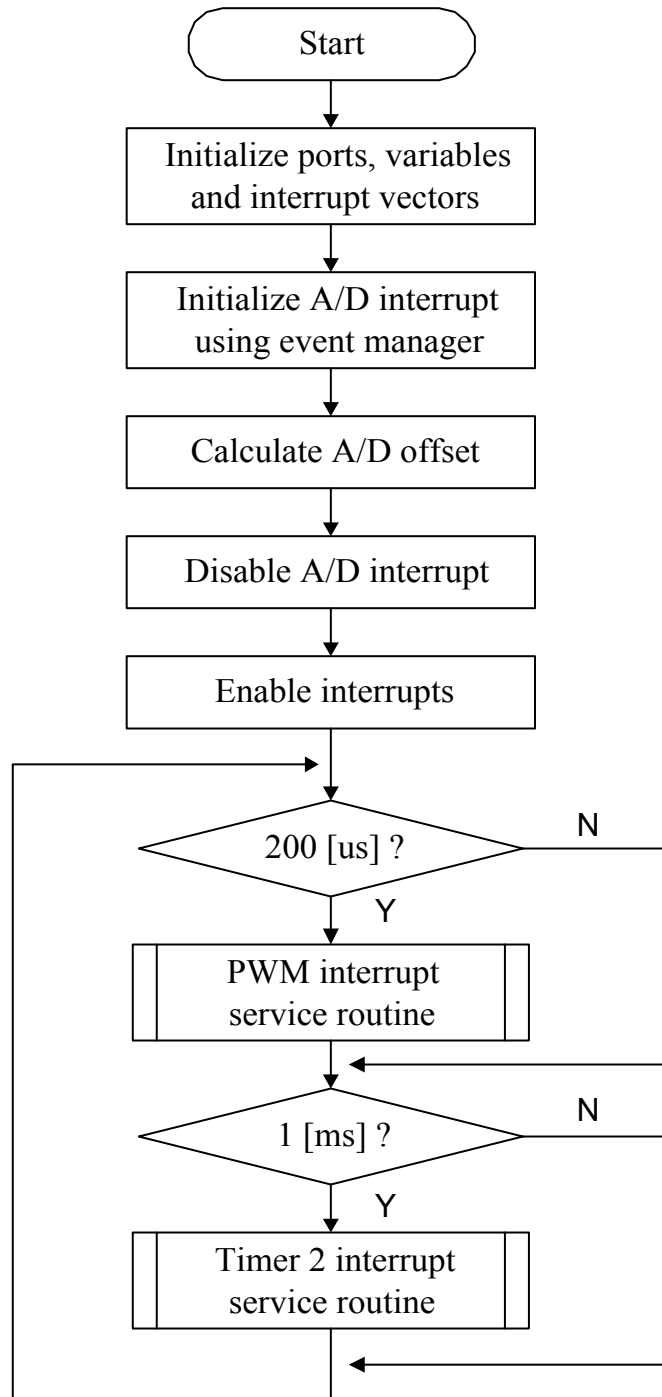 Start
Initialize ports, variables
and interrupt vectors
Initialize A/D interrupt
using event manager
Calculate A/D offset
Disable A/D interrupt
Enable interrupts
200 [us] ?
N
Y
PWM interrupt
service routine
1 [ms] ?
N
Y
Timer 2 interrupt
service routine